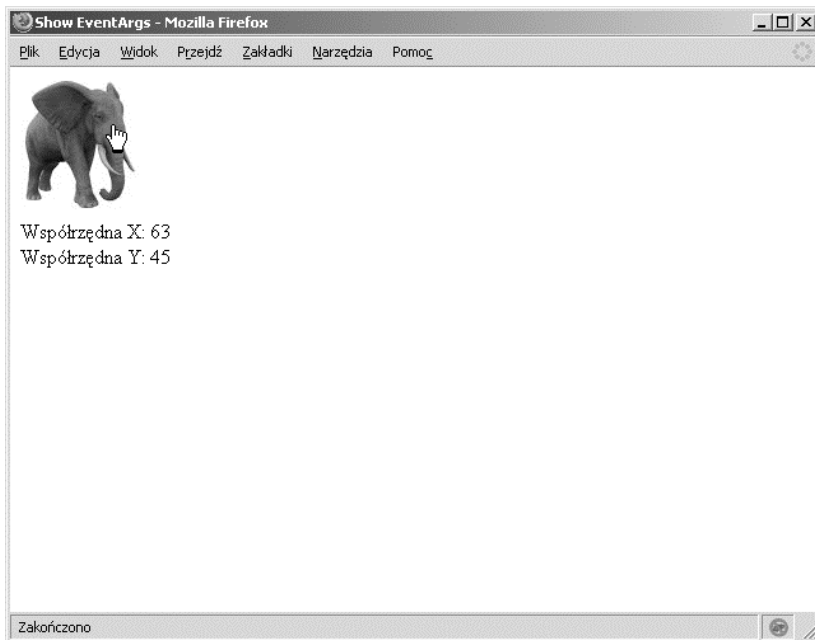 Show EventArgs - Mozilla Firefox
Plik Edycja Widok Przejdź Zakładki Narzędzia Pomoc
Współrzędna X: 63
Współrzędna Y: 45
Zakończono